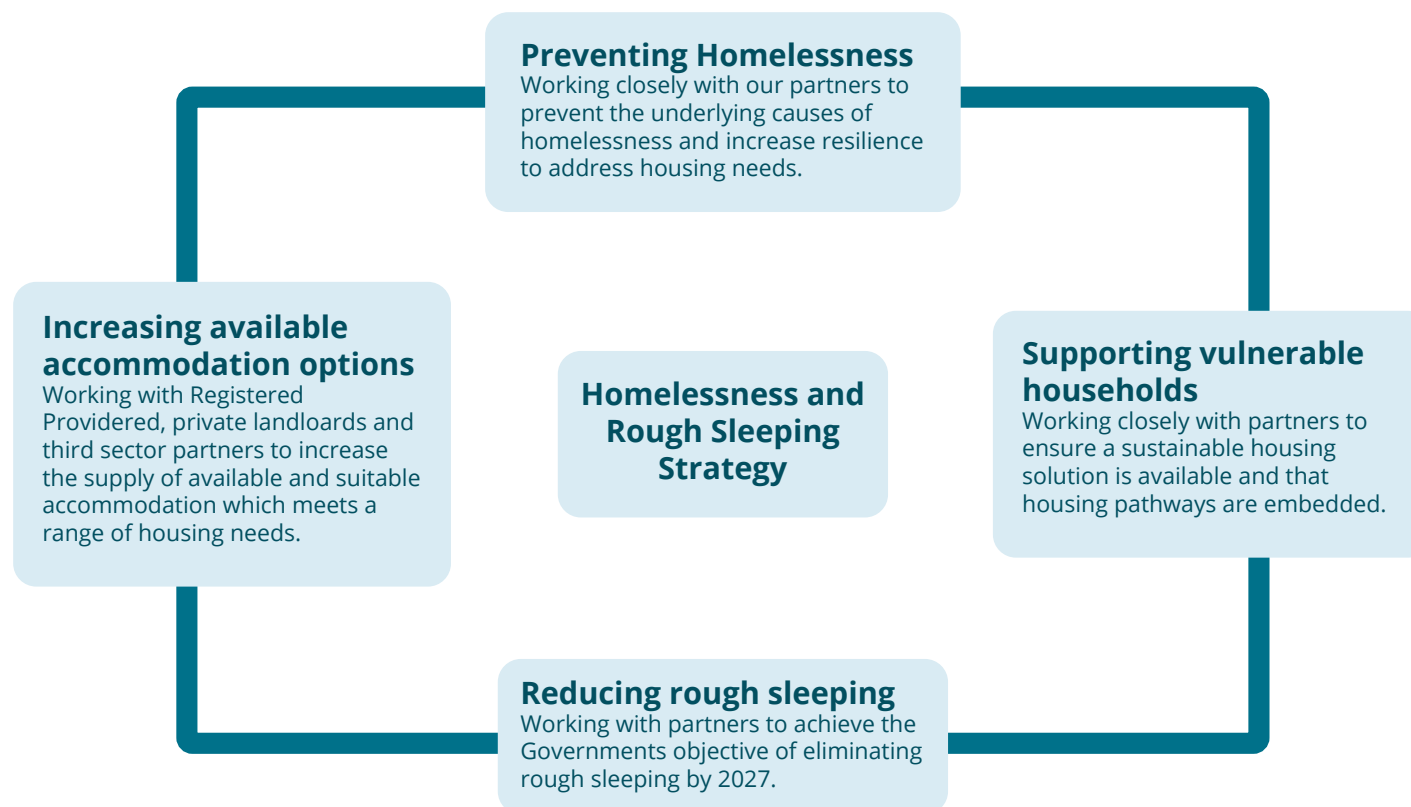 Preventing Homelessness
Working closely with our partners to
prevent the underlying causes of
homelessness and increase resilience
to address housing needs.
Increasing available
accommodation options
Working with Registered
Providered, private landloards and
third sector partners to increase
the supply of available and suitable
accommodation which meets a
range of housing needs.
Homelessness and
Rough Sleeping
Strategy
Supporting vulnerable
households
Working closely with partners to
ensure a sustainable housing
solution is available and that
housing pathways are embedded.
Reducing rough sleeping
Working with partners to achieve the
Governments objective of eliminating
rough sleeping by 2027.